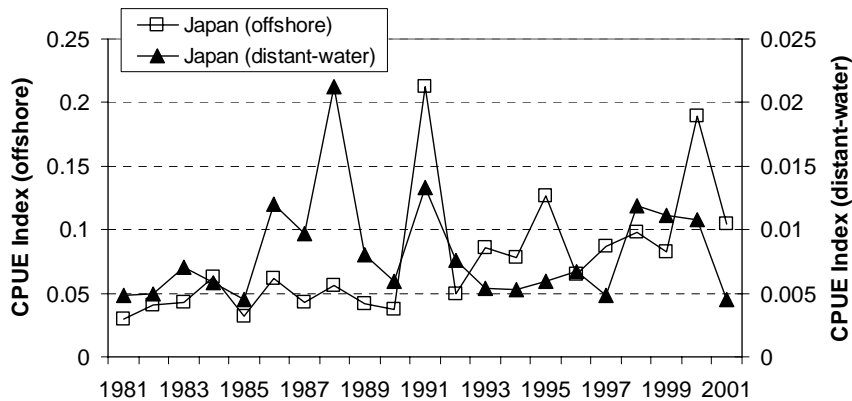 Japan (offshore)
Japan (distant-water)
CPUE Index (offshore)
0.25
0.2
0.15
0.1
0.05
0
CPUE Index (distant-water)
0.025
0.02
0.015
0.01
0.005
0
1981 1983 1985 1987 1989 1991 1993 1995 1997 1999 2001